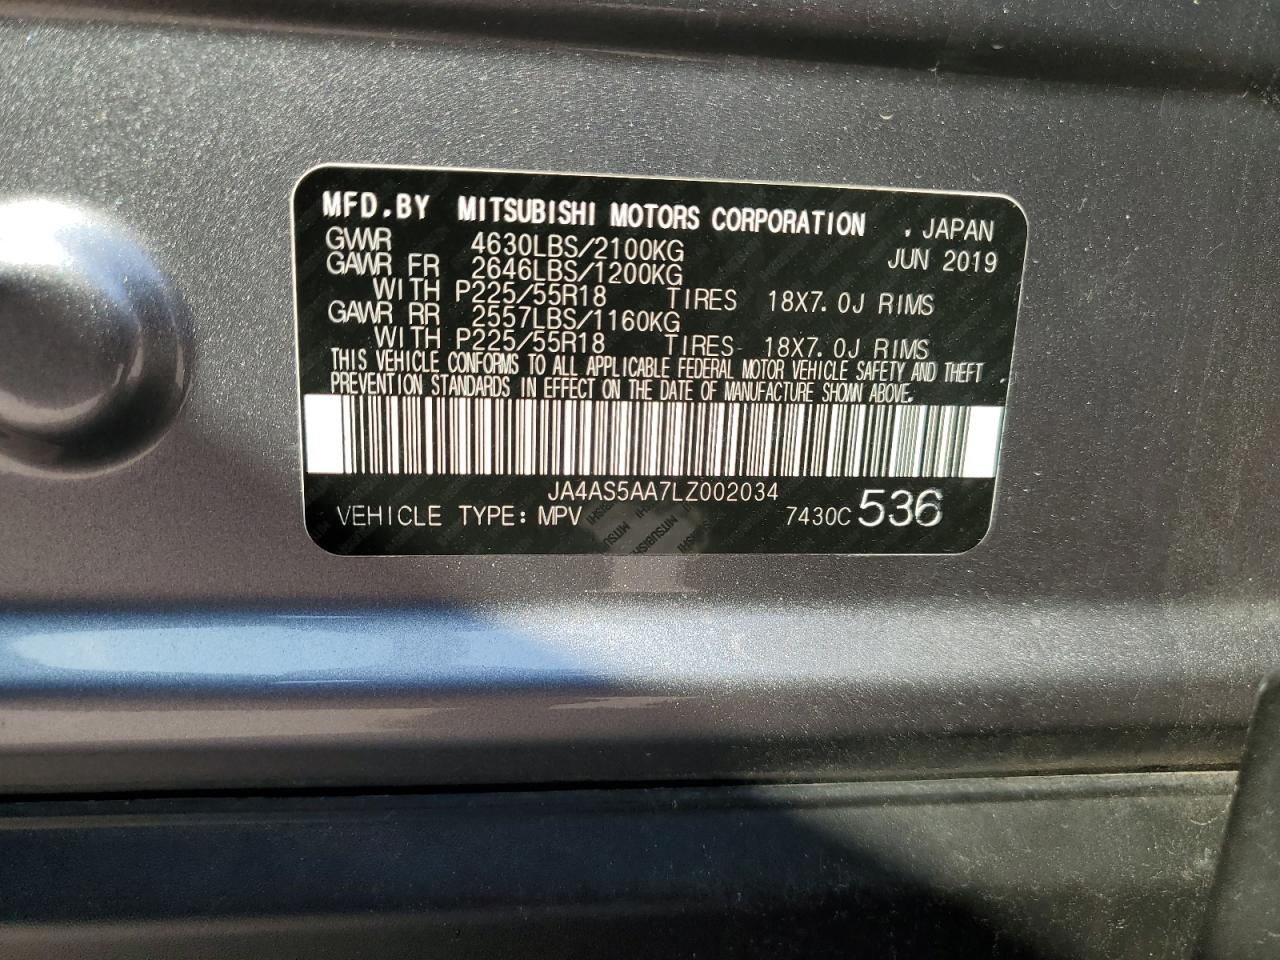 MFD.BY MITSUBISHI MOTORS CORPORATION , JAPAN
GVWR 4630LBS/2100KG JUN 2019
GAWR FR 2646LBS/1200KG
WITH P225/55R18 TIRES 18X7.0J RIMS
GAWR RR 2557LBS/1160KG
WITH P225/55R18 TIRES 18X7.0J RIMS
THIS VEHICLE CONFORMS TO ALL APPLICABLE FEDERAL MOTOR VEHICLE SAFETY AND THEFT
PREVENTION STANDARDS IN EFFECT ON THE DATE OF MANUFACTURE SHOWN ABOVE.
JA4AS5AA7LZ002034
VEHICLE TYPE: MPV 7430C 536
MITSUBISHI